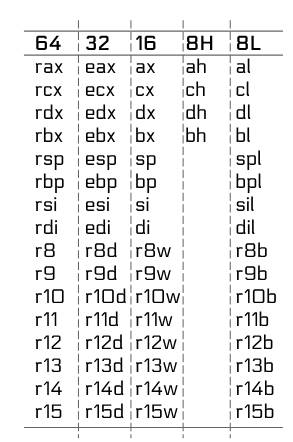 64 32 16 8H 8L
rax eax ax ah al
rcx ecx cx ch cl
rdx edx dx dh dl
rbx ebx bx bh bl
rsp esp sp spl
rbp ebp bp bpl
rsi esi si sil
rdi edi di dil
r8 r8d r8w r8b
r9 r9d r9w r9b
r10 r10d r10w r10b
r11 r11d r11w r11b
r12 r12d r12w r12b
r13 r13d r13w r13b
r14 r14d r14w r14b
r15 r15d r15w r15b